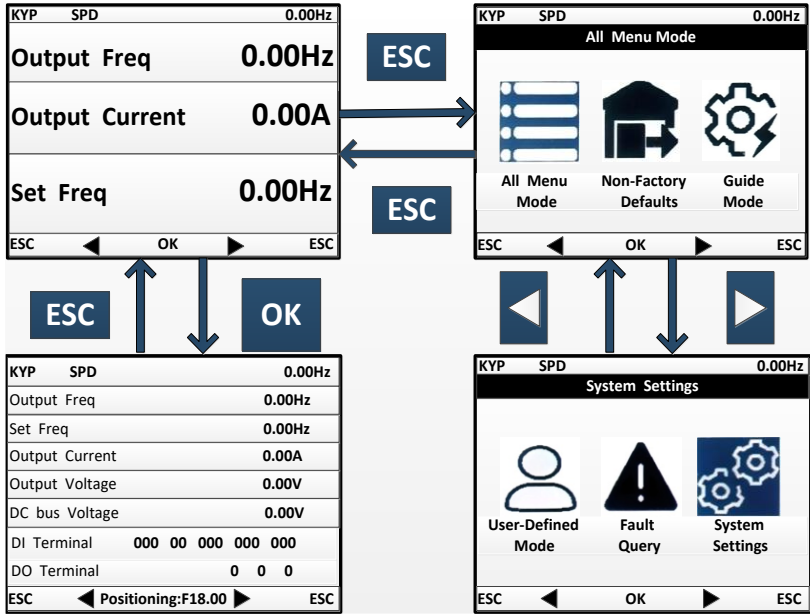 KYP SPD 0.00Hz
Output Freq 0.00Hz
Output Current 0.00A
Set Freq 0.00Hz
ESC OK ESC
ESC
ESC
KYP SPD 0.00Hz
All Menu Mode
All Menu Non-Factory Guide
Mode Defaults Mode
ESC OK ESC
ESC OK
KYP SPD 0.00Hz
Output Freq 0.00Hz
Set Freq 0.00Hz
Output Current 0.00A
Output Voltage 0.00V
DC bus Voltage 0.00V
DI Terminal 000 00 000 000 000
DO Terminal 0 0 0
ESC Positioning:F18.00 ESC
KYP SPD 0.00Hz
System Settings
User-Defined Fault System
Mode Query Settings
ESC OK ESC